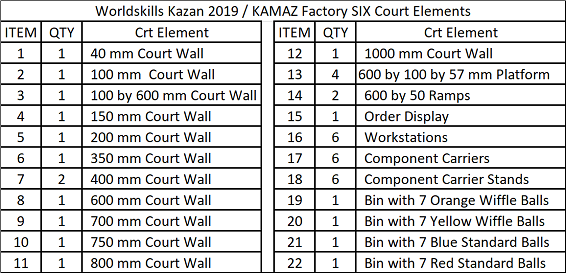 Worldskills Kazan 2019 / KAMAZ Factory SIX Court Elements
ITEM QTY Crt Element
1 1 40 mm Court Wall
2 1 100 mm Court Wall
3 1 100 by 600 mm Court Wall
4 1 150 mm Court Wall
5 1 200 mm Court Wall
6 1 350 mm Court Wall
7 2 400 mm Court Wall
8 1 600 mm Court Wall
9 1 700 mm Court Wall
10 1 750 mm Court Wall
11 1 800 mm Court Wall
ITEM QTY Crt Element
12 1 1000 mm Court Wall
13 4 600 by 100 by 57 mm Platform
14 2 600 by 50 Ramps
15 1 Order Display
16 6 Workstations
17 6 Component Carriers
18 6 Component Carrier Stands
19 1 Bin with 7 Orange Wiffle Balls
20 1 Bin with 7 Yellow Wiffle Balls
21 1 Bin with 7 Blue Standard Balls
22 1 Bin with 7 Red Standard Balls